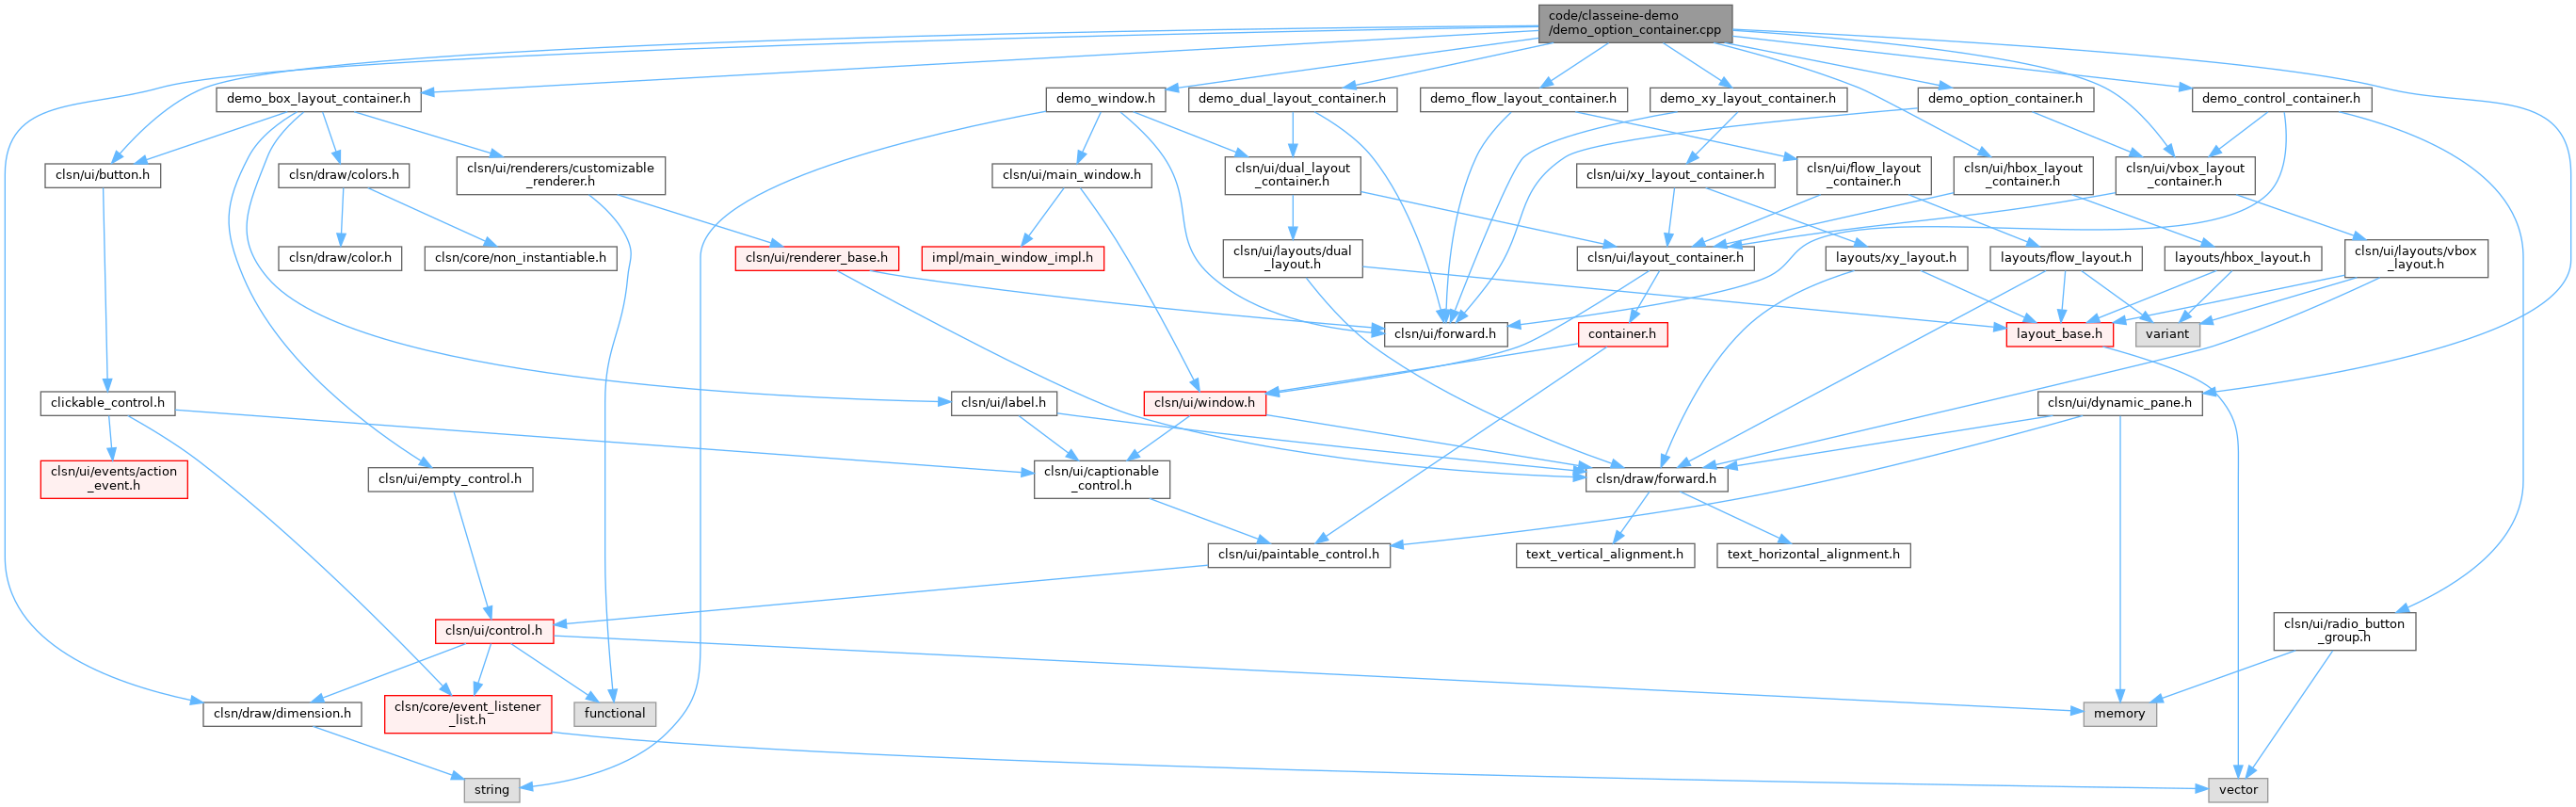 code/classeine-demo
/demo_option_container.cpp
demo_box_layout_container.h
demo_window.h
demo_dual_layout_container.h
demo_flow_layout_container.h
demo_xy_layout_container.h
demo_option_container.h
demo_control_container.h
clsn/ui/button.h
clsn/draw/colors.h
clsn/ui/renderers/customizable
_renderer.h
clsn/ui/main_window.h
clsn/ui/dual_layout
_container.h
clsn/ui/xy_layout_container.h
clsn/ui/flow_layout
_container.h
clsn/ui/hbox_layout
_container.h
clsn/ui/vbox_layout
_container.h
clsn/draw/color.h
clsn/core/non_instantiable.h
clsn/ui/renderer_base.h
impl/main_window_impl.h
clsn/ui/layouts/dual
_layout.h
clsn/ui/layout_container.h
layouts/xy_layout.h
layouts/flow_layout.h
layouts/hbox_layout.h
clsn/ui/layouts/vbox
_layout.h
clsn/ui/forward.h
container.h
layout_base.h
variant
clickable_control.h
clsn/ui/label.h
clsn/ui/window.h
clsn/ui/dynamic_pane.h
clsn/ui/events/action
_event.h
clsn/ui/empty_control.h
clsn/ui/captionable
_control.h
clsn/draw/forward.h
clsn/ui/paintable_control.h
text_vertical_alignment.h
text_horizontal_alignment.h
clsn/ui/control.h
clsn/ui/radio_button
_group.h
clsn/draw/dimension.h
clsn/core/event_listener
_list.h
functional
memory
string
vector